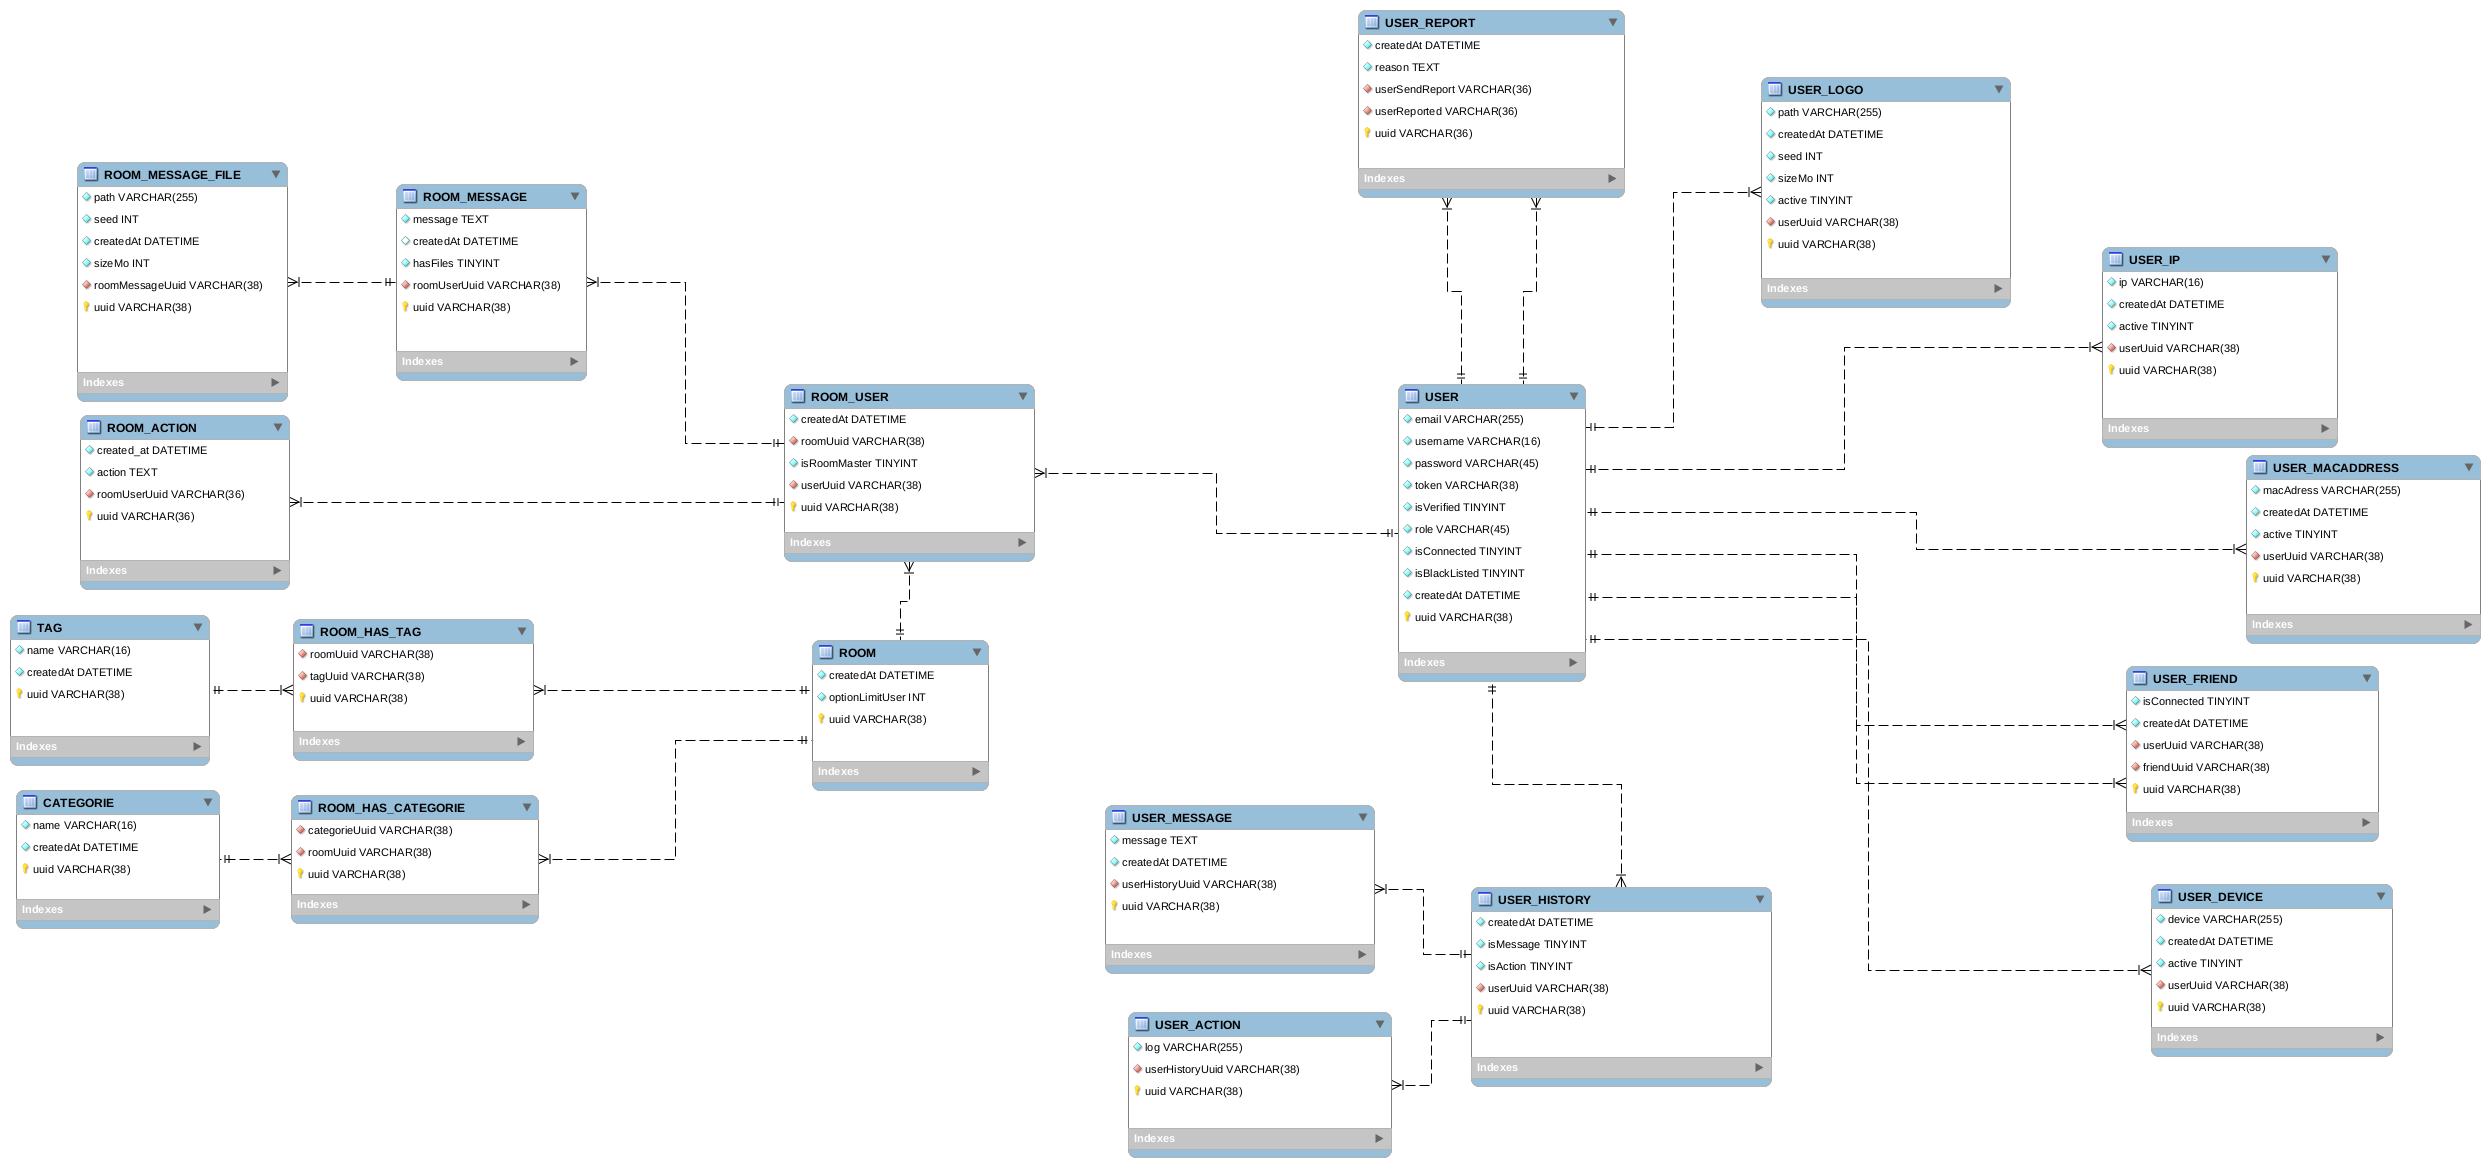 USER_REPORT
createdAt DATETIME
reason TEXT
userSendReport VARCHAR(36)
userReported VARCHAR(36)
uuid VARCHAR(36)
Indexes
USER_LOGO
path VARCHAR(255)
createdAt DATETIME
seed INT
sizeMo INT
active TINYINT
userUuid VARCHAR(38)
uuid VARCHAR(38)
Indexes
ROOM_MESSAGE_FILE
path VARCHAR(255)
seed INT
createdAt DATETIME
sizeMo INT
roomMessageUuid VARCHAR(38)
uuid VARCHAR(38)
Indexes
ROOM_MESSAGE
message TEXT
createdAt DATETIME
hasFiles TINYINT
roomUserUuid VARCHAR(38)
uuid VARCHAR(38)
Indexes
USER_IP
ip VARCHAR(16)
createdAt DATETIME
active TINYINT
userUuid VARCHAR(38)
uuid VARCHAR(38)
Indexes
ROOM_USER
createdAt DATETIME
roomUuid VARCHAR(38)
isRoomMaster TINYINT
userUuid VARCHAR(38)
uuid VARCHAR(38)
Indexes
USER
email VARCHAR(255)
username VARCHAR(16)
password VARCHAR(45)
token VARCHAR(38)
isVerified TINYINT
role VARCHAR(45)
isConnected TINYINT
isBlackListed TINYINT
createdAt DATETIME
uuid VARCHAR(38)
Indexes
ROOM_ACTION
created_at DATETIME
action TEXT
roomUserUuid VARCHAR(36)
uuid VARCHAR(36)
Indexes
USER_MACADDRESS
macAdress VARCHAR(255)
createdAt DATETIME
active TINYINT
userUuid VARCHAR(38)
uuid VARCHAR(38)
Indexes
TAG
name VARCHAR(16)
createdAt DATETIME
uuid VARCHAR(38)
Indexes
ROOM_HAS_TAG
roomUuid VARCHAR(38)
tagUuid VARCHAR(38)
uuid VARCHAR(38)
Indexes
ROOM
createdAt DATETIME
optionLimitUser INT
uuid VARCHAR(38)
Indexes
USER_FRIEND
isConnected TINYINT
createdAt DATETIME
userUuid VARCHAR(38)
friendUuid VARCHAR(38)
uuid VARCHAR(38)
Indexes
CATEGORIE
name VARCHAR(16)
createdAt DATETIME
uuid VARCHAR(38)
Indexes
ROOM_HAS_CATEGORIE
categorieUuid VARCHAR(38)
roomUuid VARCHAR(38)
uuid VARCHAR(38)
Indexes
USER_MESSAGE
message TEXT
createdAt DATETIME
userHistoryUuid VARCHAR(38)
uuid VARCHAR(38)
Indexes
USER_HISTORY
createdAt DATETIME
isMessage TINYINT
isAction TINYINT
userUuid VARCHAR(38)
uuid VARCHAR(38)
Indexes
USER_DEVICE
device VARCHAR(255)
createdAt DATETIME
active TINYINT
userUuid VARCHAR(38)
uuid VARCHAR(38)
Indexes
USER_ACTION
log VARCHAR(255)
userHistoryUuid VARCHAR(38)
uuid VARCHAR(38)
Indexes